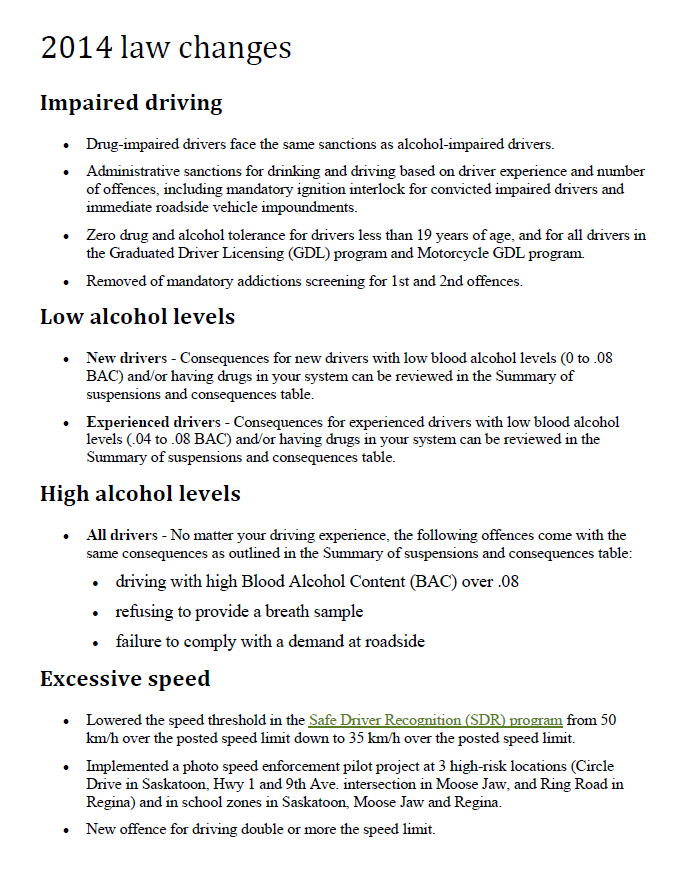 2014 law changes
Impaired driving
• Drug-impaired drivers face the same sanctions as alcohol-impaired drivers.
• Administrative sanctions for drinking and driving based on driver experience and number
of offences, including mandatory ignition interlock for convicted impaired drivers and
immediate roadside vehicle impoundments.
• Zero drug and alcohol tolerance for drivers less than 19 years of age, and for all drivers in
the Graduated Driver Licensing (GDL) program and Motorcycle GDL program.
• Removed of mandatory addictions screening for 1st and 2nd offences.
Low alcohol levels
• New drivers - Consequences for new drivers with low blood alcohol levels (0 to .08
BAC) and/or having drugs in your system can be reviewed in the Summary of
suspensions and consequences table.
• Experienced drivers - Consequences for experienced drivers with low blood alcohol
levels (.04 to .08 BAC) and/or having drugs in your system can be reviewed in the
Summary of suspensions and consequences table.
High alcohol levels
• All drivers - No matter your driving experience, the following offences come with the
same consequences as outlined in the Summary of suspensions and consequences table:
• driving with high Blood Alcohol Content (BAC) over .08
• refusing to provide a breath sample
• failure to comply with a demand at roadside
Excessive speed
• Lowered the speed threshold in the Safe Driver Recognition (SDR) program from 50
km/h over the posted speed limit down to 35 km/h over the posted speed limit.
• Implemented a photo speed enforcement pilot project at 3 high-risk locations (Circle
Drive in Saskatoon, Hwy 1 and 9th Ave. intersection in Moose Jaw, and Ring Road in
Regina) and in school zones in Saskatoon, Moose Jaw and Regina.
• New offence for driving double or more the speed limit.